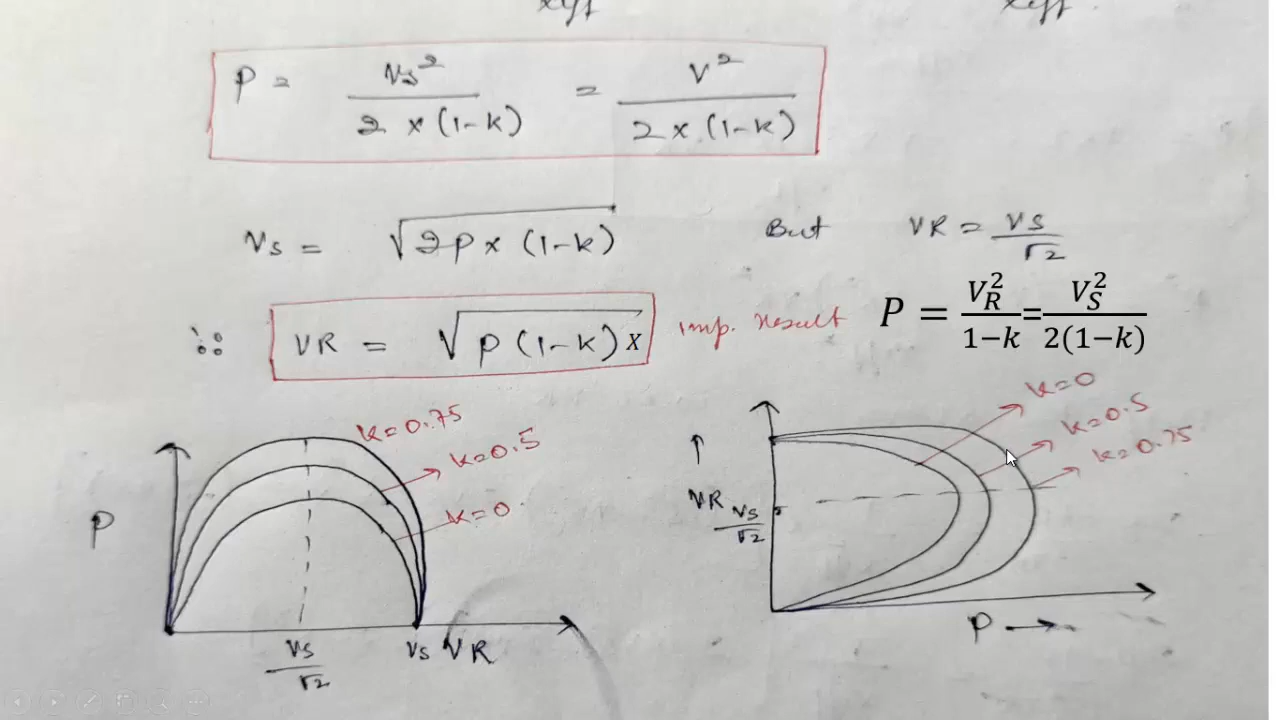 xeff xeff
P = Vs² / 2x(1-k) = V² / 2x(1-k)
Vs = √2Px(1-k) But VR = Vs/√2
∴ VR = √P(1-k)X imp. result P = V_R²/1−k = V_S²/2(1−k)
k=0.75
k=0.5
k=0
P
Vs/√2 Vs VR
k=0
k=0.5
k=0.75
VR Vs/√2
P